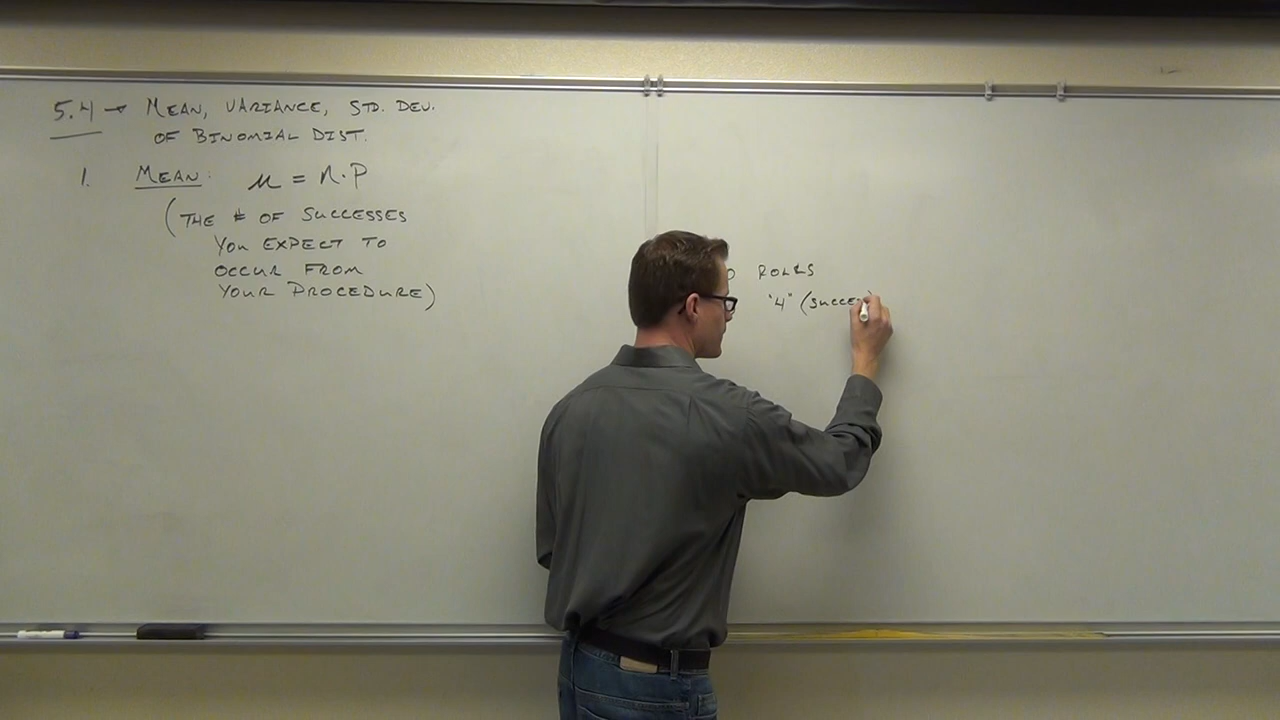 5.4 → MEAN, VARIANCE, STD. DEV.
OF BINOMIAL DIST.
1. MEAN: μ = n·P
(THE # OF SUCCESSES
YOU EXPECT TO
OCCUR FROM
YOUR PROCEDURE)
ROLLS
"4" (SUCCESS